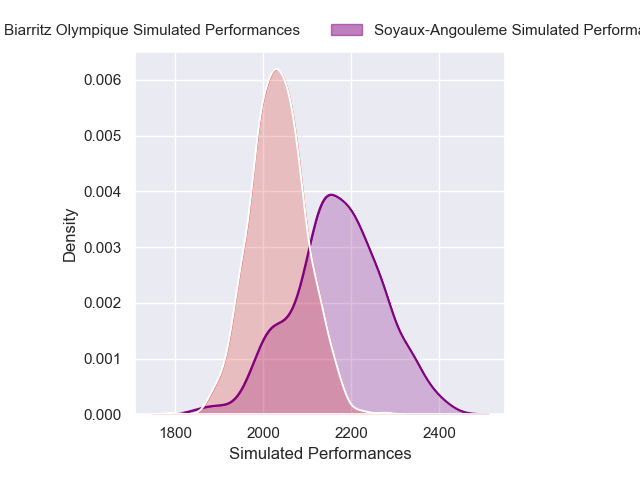 Biarritz Olympique Simulated Performances
Soyaux-Angouleme Simulated Performa
0.006
0.005
0.004
0.003
0.002
0.001
0.000
Density
1800 2000 2200 2400
Simulated Performances